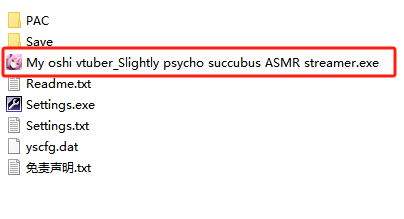 PAC
Save
My oshi vtuber_Slightly psycho succubus ASMR streamer.exe
Readme.txt
Settings.exe
Settings.txt
yscfg.dat
免责声明.txt